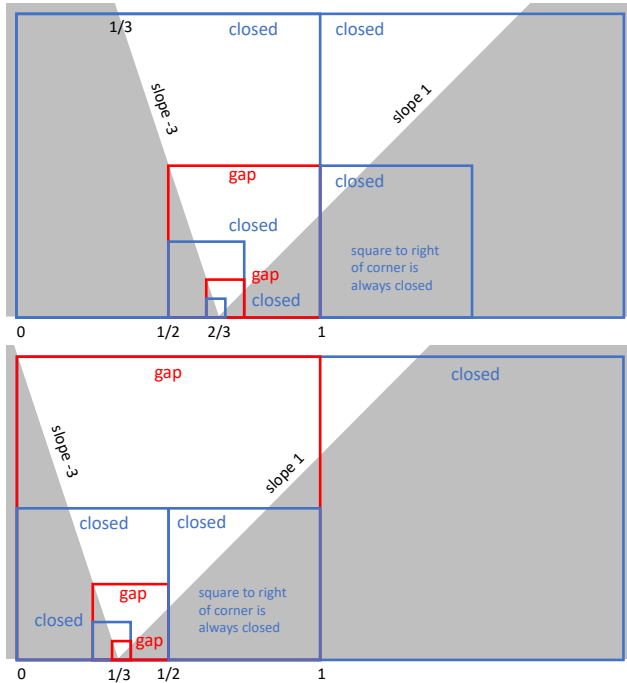 1/3
closed
closed
slope -3
slope 1
gap
closed
closed
square to right
of corner is
always closed
gap
closed
0
1/2
2/3
1
gap
closed
slope -3
slope 1
closed
closed
gap
square to right
of corner is
always closed
closed
gap
0
1/3
1/2
1